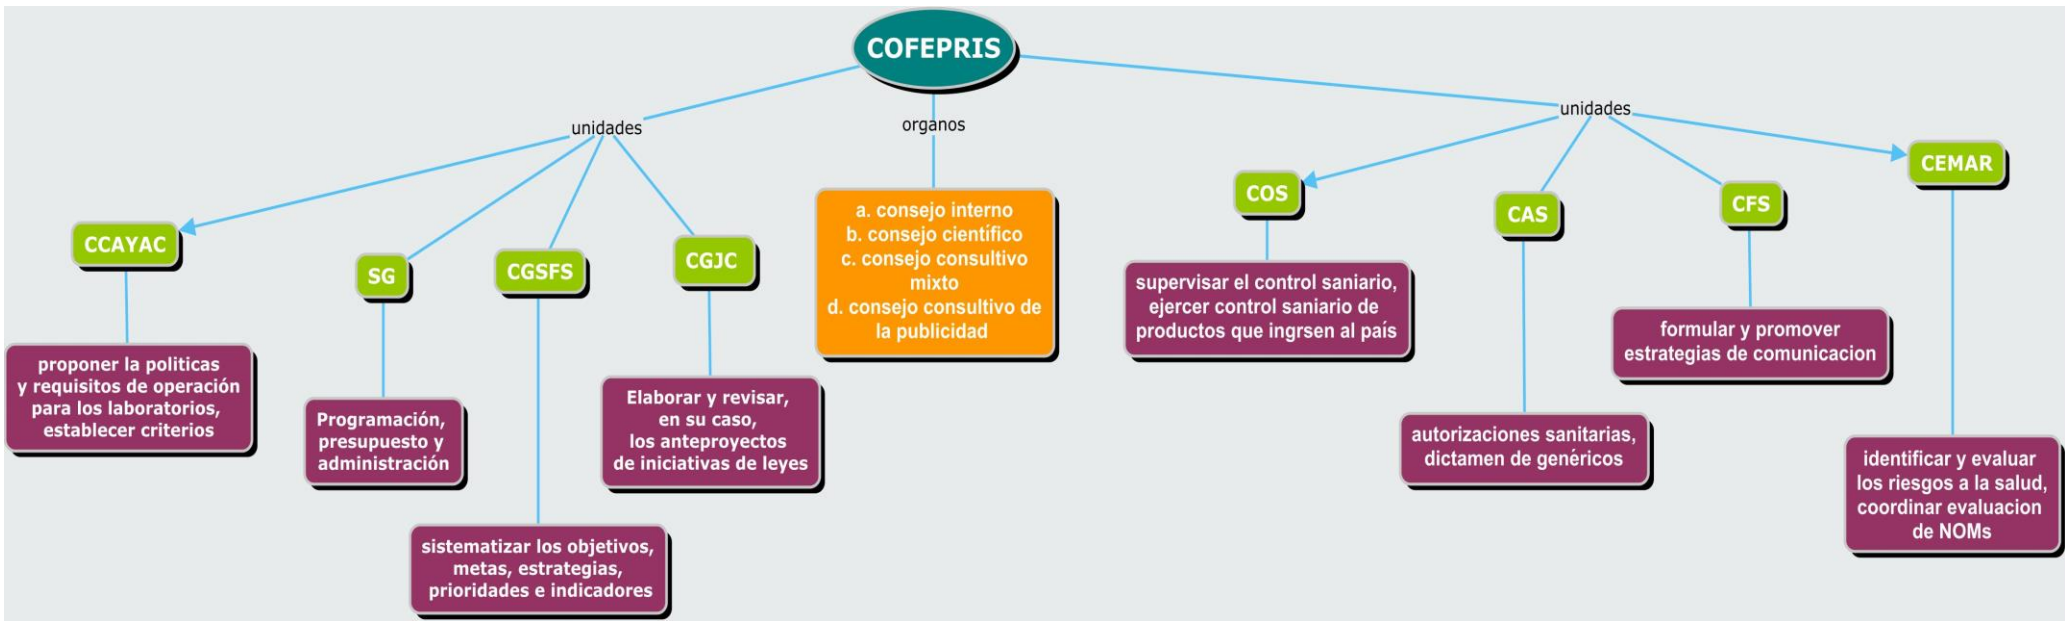 COFEPRIS
unidades
organos
unidades
CCAYAC
proponer la politicas
y requisitos de operación
para los laboratorios,
establecer criterios
SG
Programación,
presupuesto y
administración
CGSFS
sistematizar los objetivos,
metas, estrategias,
prioridades e indicadores
CGJC
Elaborar y revisar,
en su caso,
los anteproyectos
de iniciativas de leyes
a. consejo interno
b. consejo científico
c. consejo consultivo
mixto
d. consejo consultivo de
la publicidad
COS
supervisar el control saniario,
ejercer control saniario de
productos que ingrsen al país
CAS
autorizaciones sanitarias,
dictamen de genéricos
CFS
formular y promover
estrategias de comunicacion
CEMAR
identificar y evaluar
los riesgos a la salud,
coordinar evaluacion
de NOMs